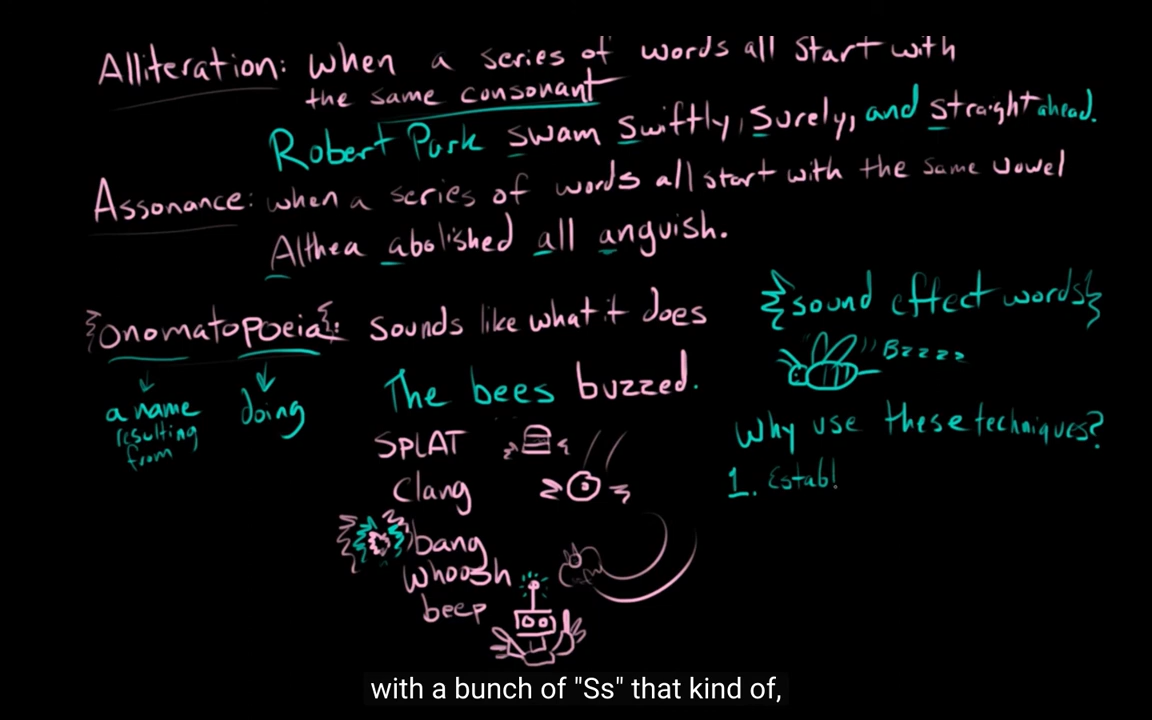 Alliteration: when a series of words all start with
the same consonant
Robert Park swam swiftly, surely, and straight ahead.
Assonance: when a series of words all start with the same vowel
Althea abolished all anguish.
onomatopoeia: sounds like what it does
a name
resulting
from
doing
The bees buzzed.
SPLAT
Clang
bang
whoosh
beep
sound effect words
Bzzzz
Why use these techniques?
1. Establ
with a bunch of "Ss" that kind of,